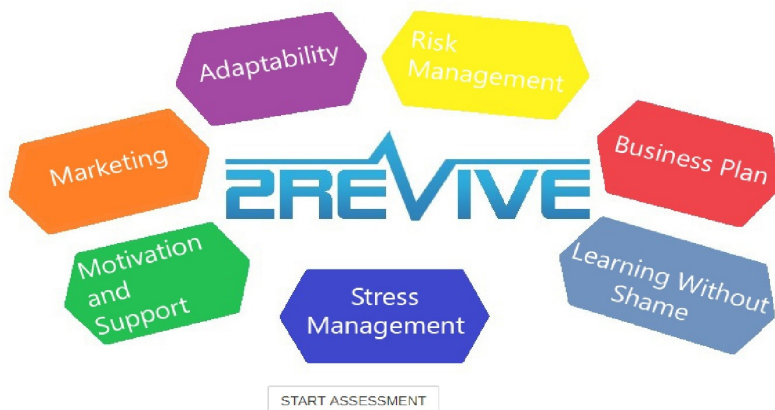 Adaptability
Risk
Management
Marketing
Business Plan
2REVIVE
Motivation
and
Support
Stress
Management
Learning Without
Shame
START ASSESSMENT